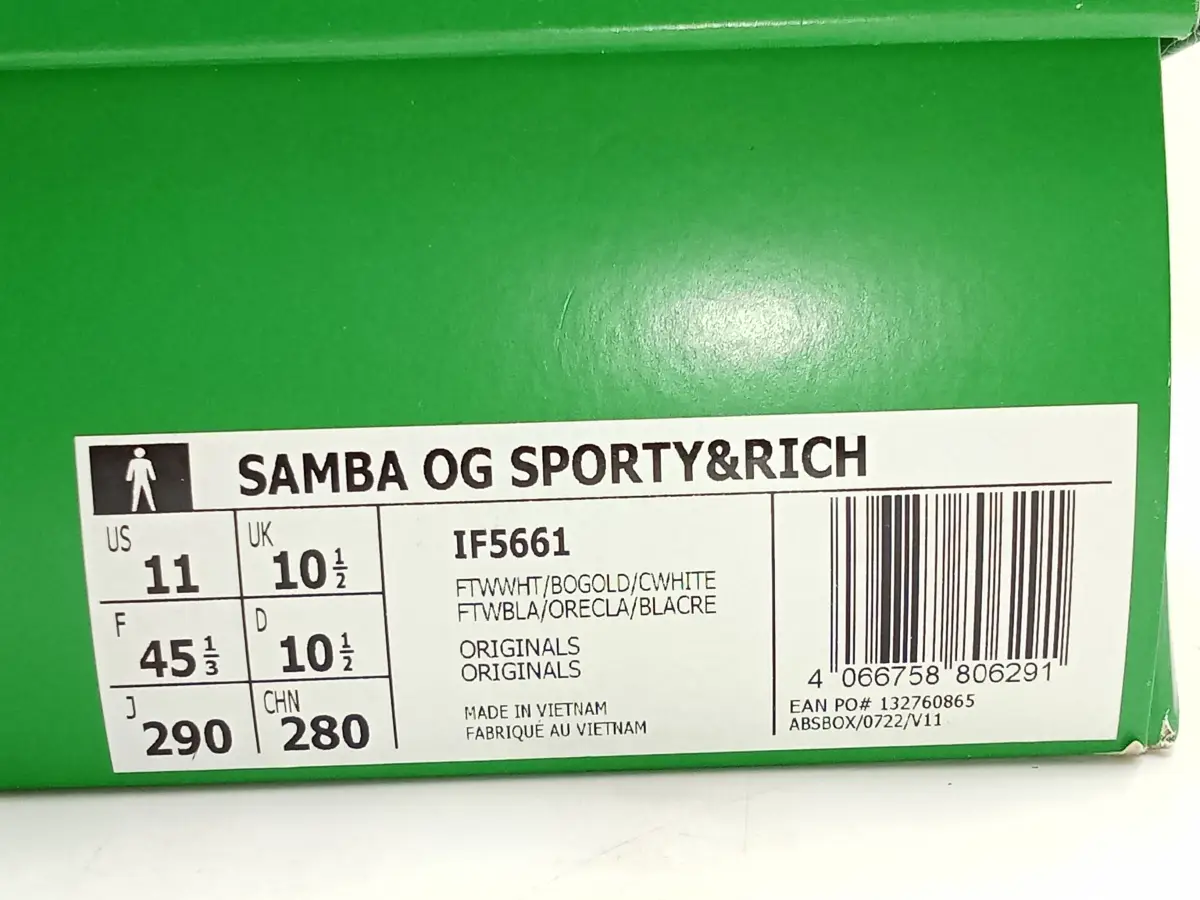 SAMBA OG SPORTY&RICH
US 11 UK 10 1/2
F 45 1/3 D 10 1/2
J 290 CHN 280
IF5661
FTWWHT/BOGOLD/CWHITE
FTWBLA/ORECLA/BLACRE
ORIGINALS
ORIGINALS
MADE IN VIETNAM
FABRIQUÉ AU VIETNAM
4 066758 806291
EAN PO# 132760865
ABSBOX/0722/V11